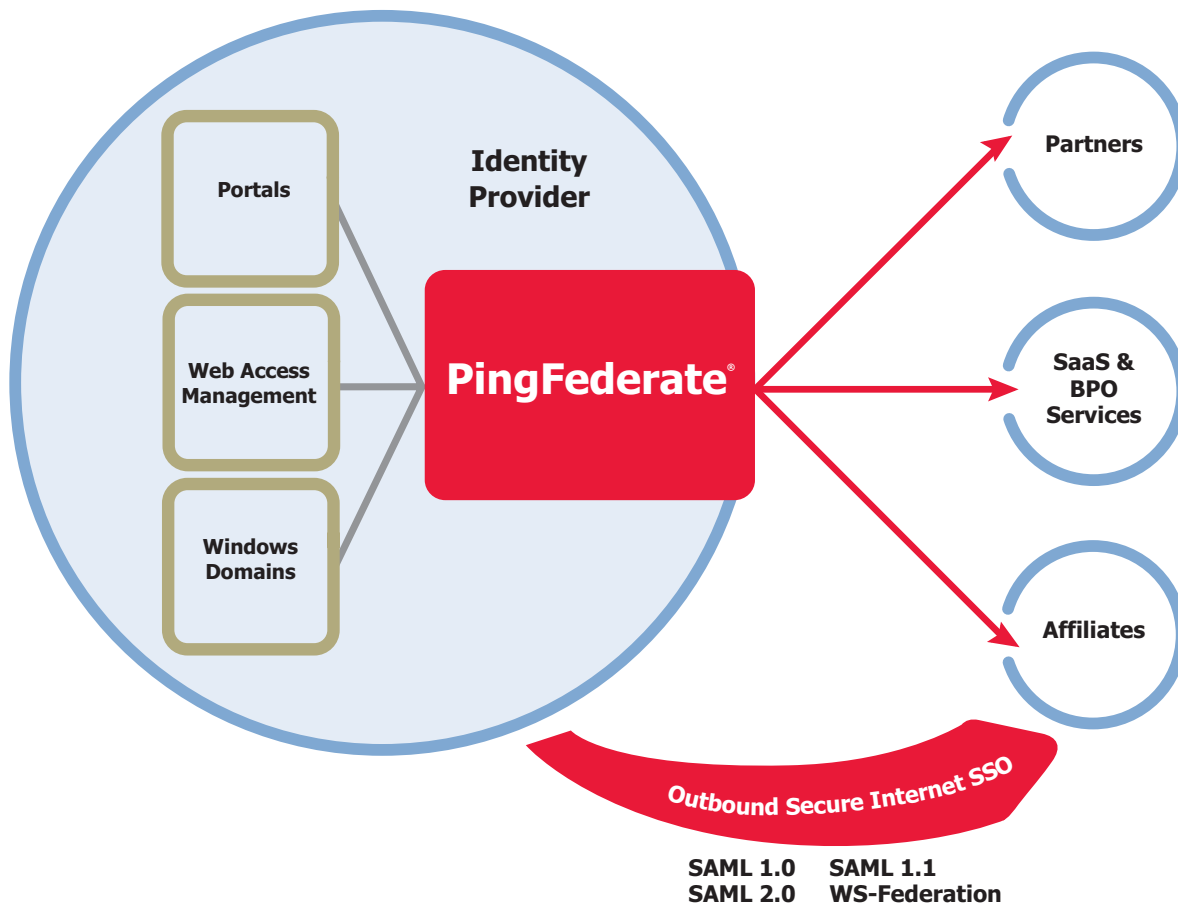 Identity
Provider
Portals
Web Access
Management
Windows
Domains
PingFederate®
Partners
SaaS &
BPO
Services
Affiliates
Outbound Secure Internet SSO
SAML 1.0 SAML 1.1
SAML 2.0 WS-Federation